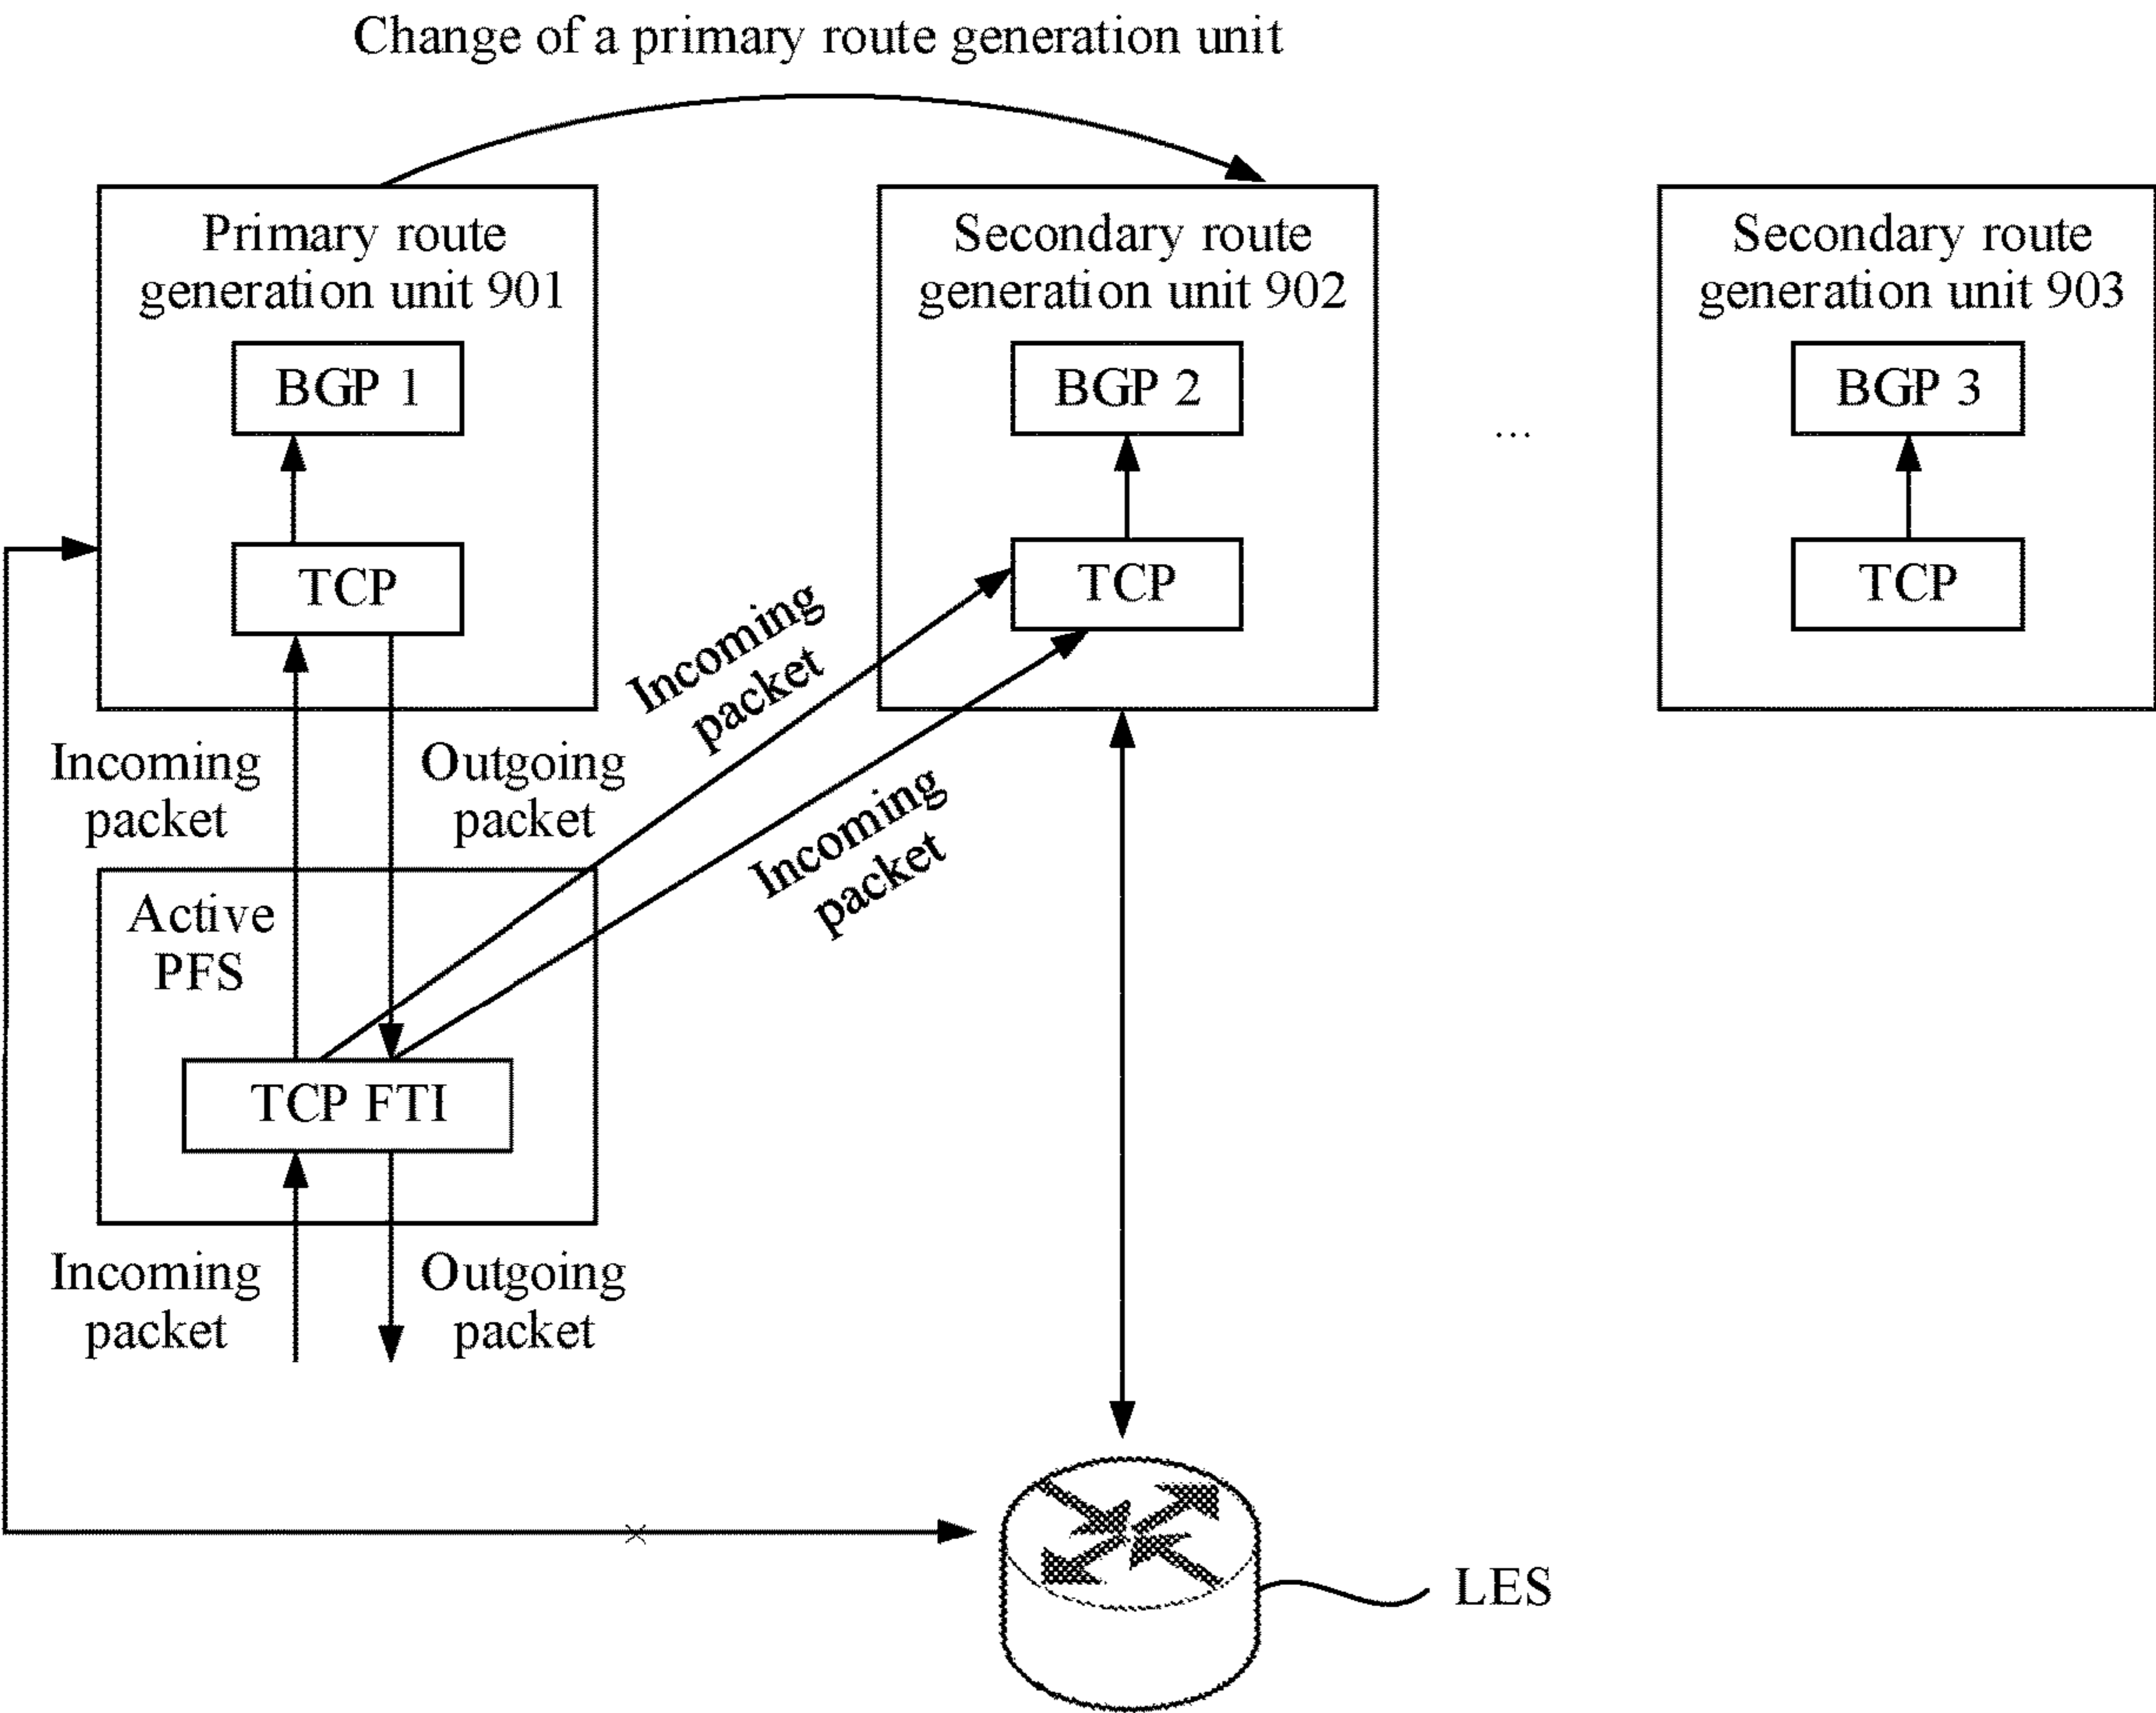 Change of a primary route generation unit
Primary route
generation unit 901
BGP 1
TCP
Secondary route
generation unit 902
BGP 2
TCP
...
Secondary route
generation unit 903
BGP 3
TCP
Incoming
packet
Outgoing
packet
Incoming
packet
Incoming
packet
Active
PFS
TCP FTI
Incoming
packet
Outgoing
packet
LES